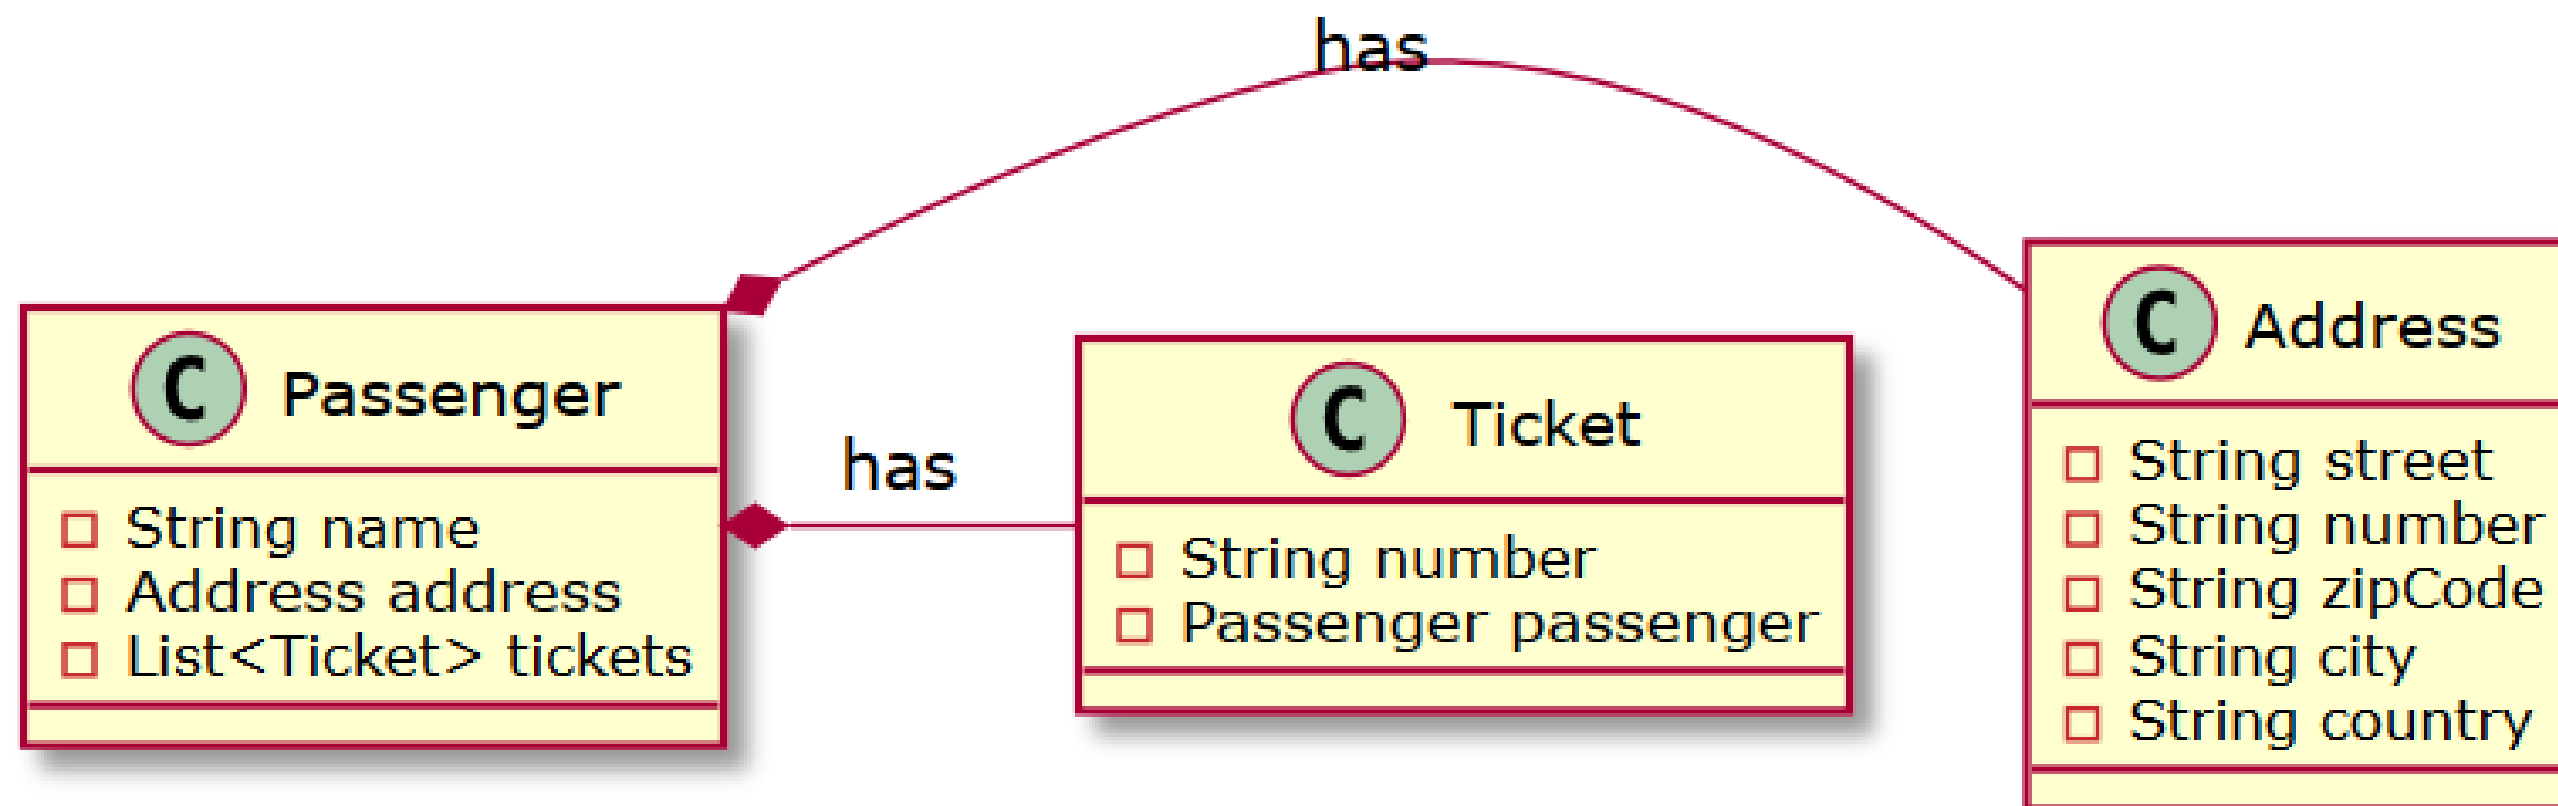 has
C Passenger
String name
Address address
List<Ticket> tickets
has
C Ticket
String number
Passenger passenger
C Address
String street
String number
String zipCode
String city
String country